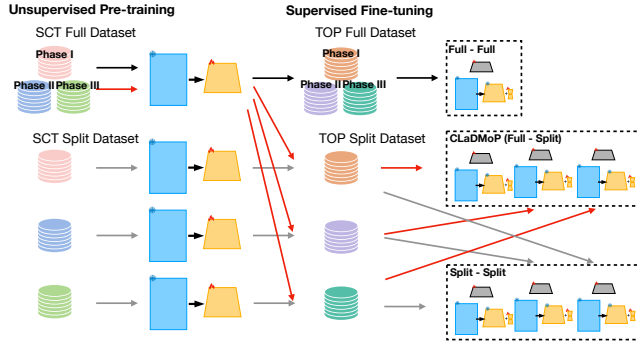 Unsupervised Pre-training
Supervised Fine-tuning
SCT Full Dataset
TOP Full Dataset
Phase I
Phase II
Phase III
Phase I
Phase II
Phase III
Full - Full
SCT Split Dataset
TOP Split Dataset
CLaDMoP (Full - Split)
Split - Split